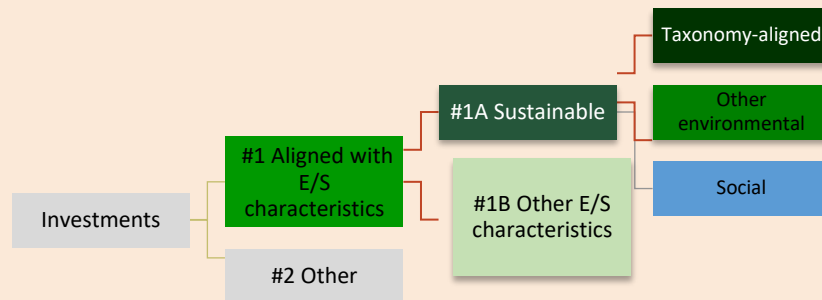 Taxonomy-aligned
#1A Sustainable
Other
environmental
#1 Aligned with
E/S
characteristics
#1B Other E/S
characteristics
Social
Investments
#2 Other